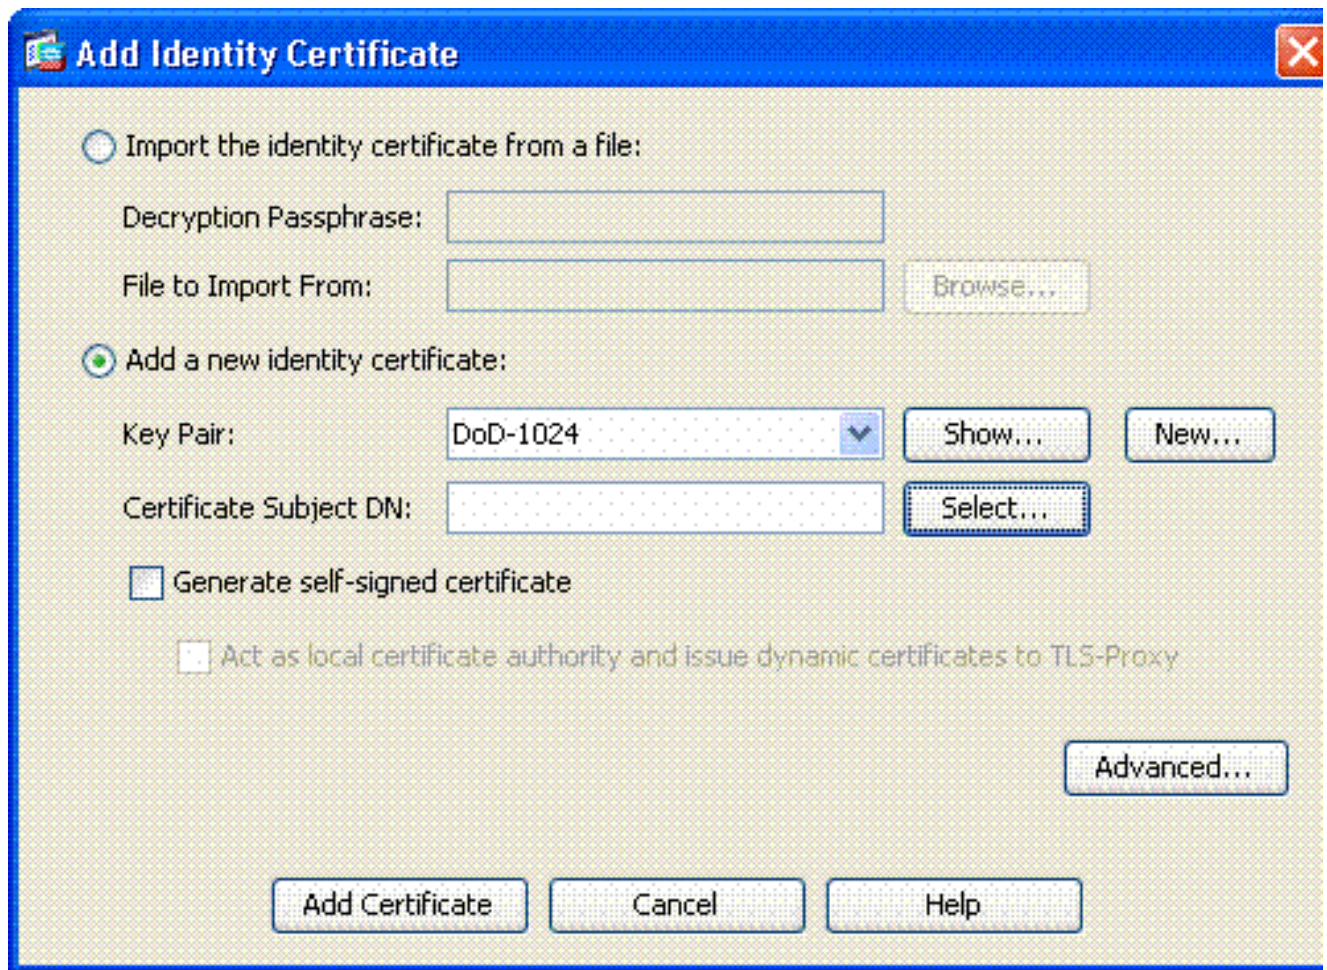 Add Identity Certificate
Import the identity certificate from a file:
Decryption Passphrase:
File to Import From: Browse...
Add a new identity certificate:
Key Pair: DoD-1024 Show... New...
Certificate Subject DN: Select...
Generate self-signed certificate
Act as local certificate authority and issue dynamic certificates to TLS-Proxy
Advanced...
Add Certificate Cancel Help